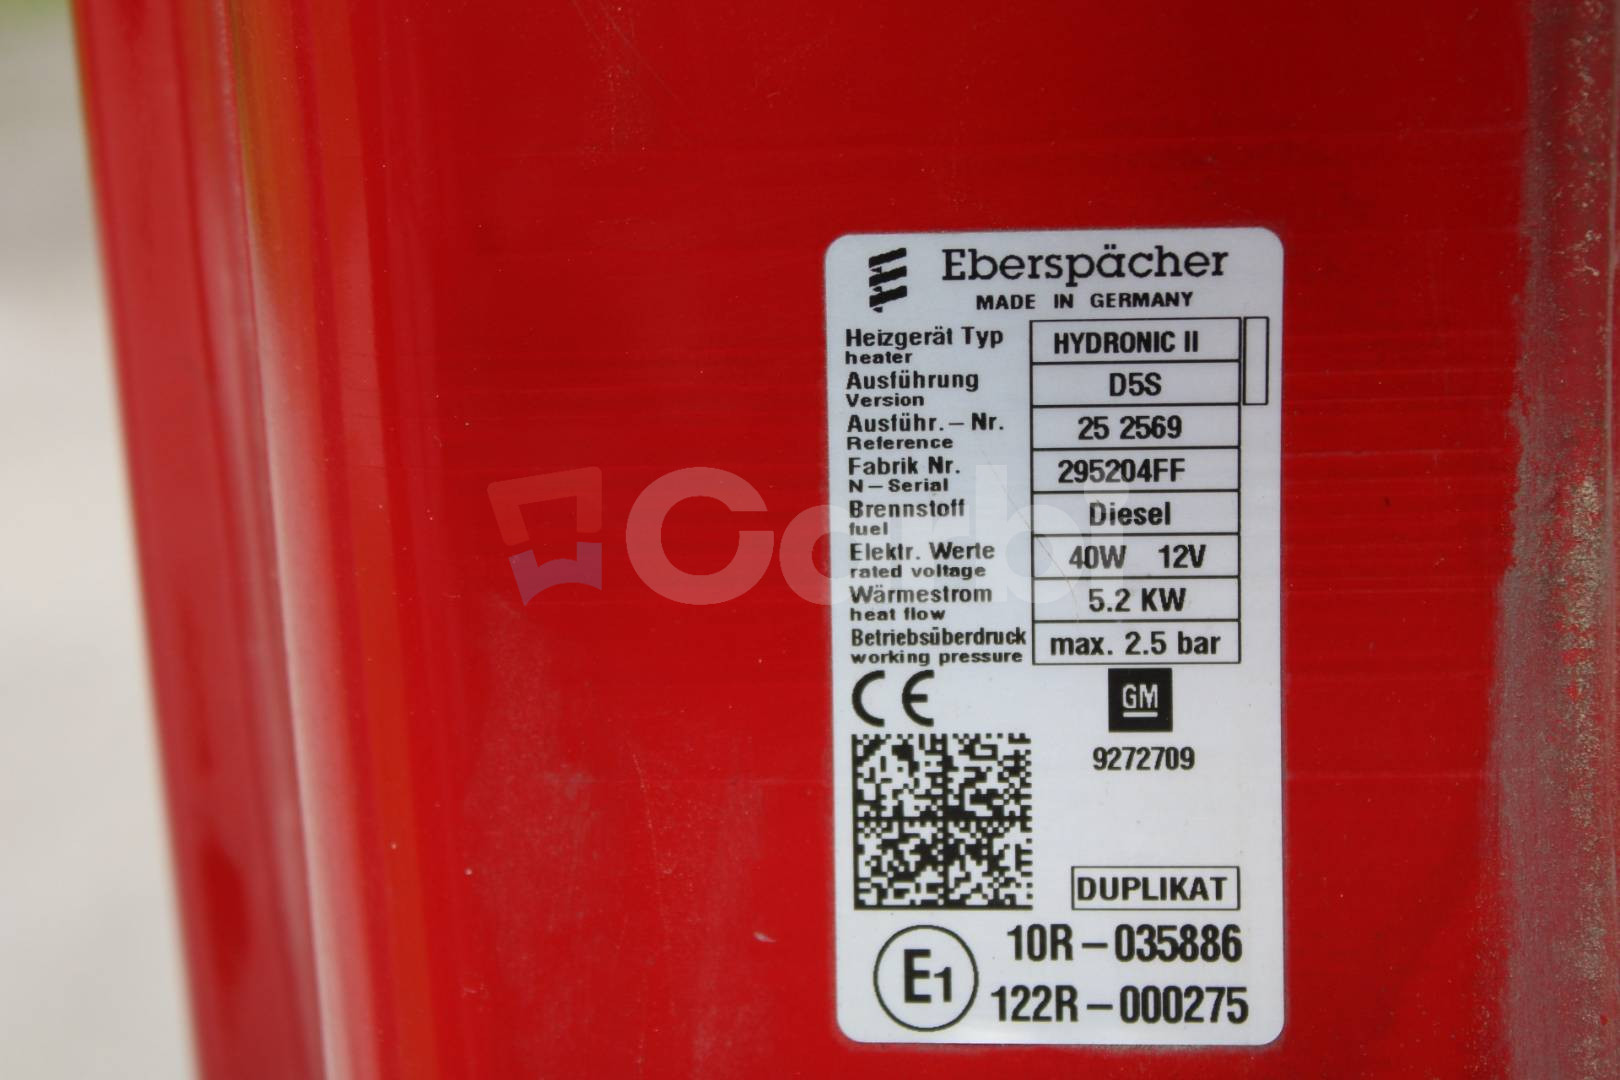 Eberspächer
MADE IN GERMANY
Heizgerät Typ HYDRONIC II
heater
Ausführung D5S
Version
Ausführ. – Nr. 25 2569
Reference
Fabrik Nr. 295204FF
N – Serial
Brennstoff Diesel
fuel
Elektr. Werte 40W 12V
rated voltage
Wärmestrom 5.2 KW
heat flow
Betriebsüberdruck max. 2.5 bar
working pressure
CE
GM
9272709
DUPLIKAT
E1
10R – 035886
122R – 000275
Carbi